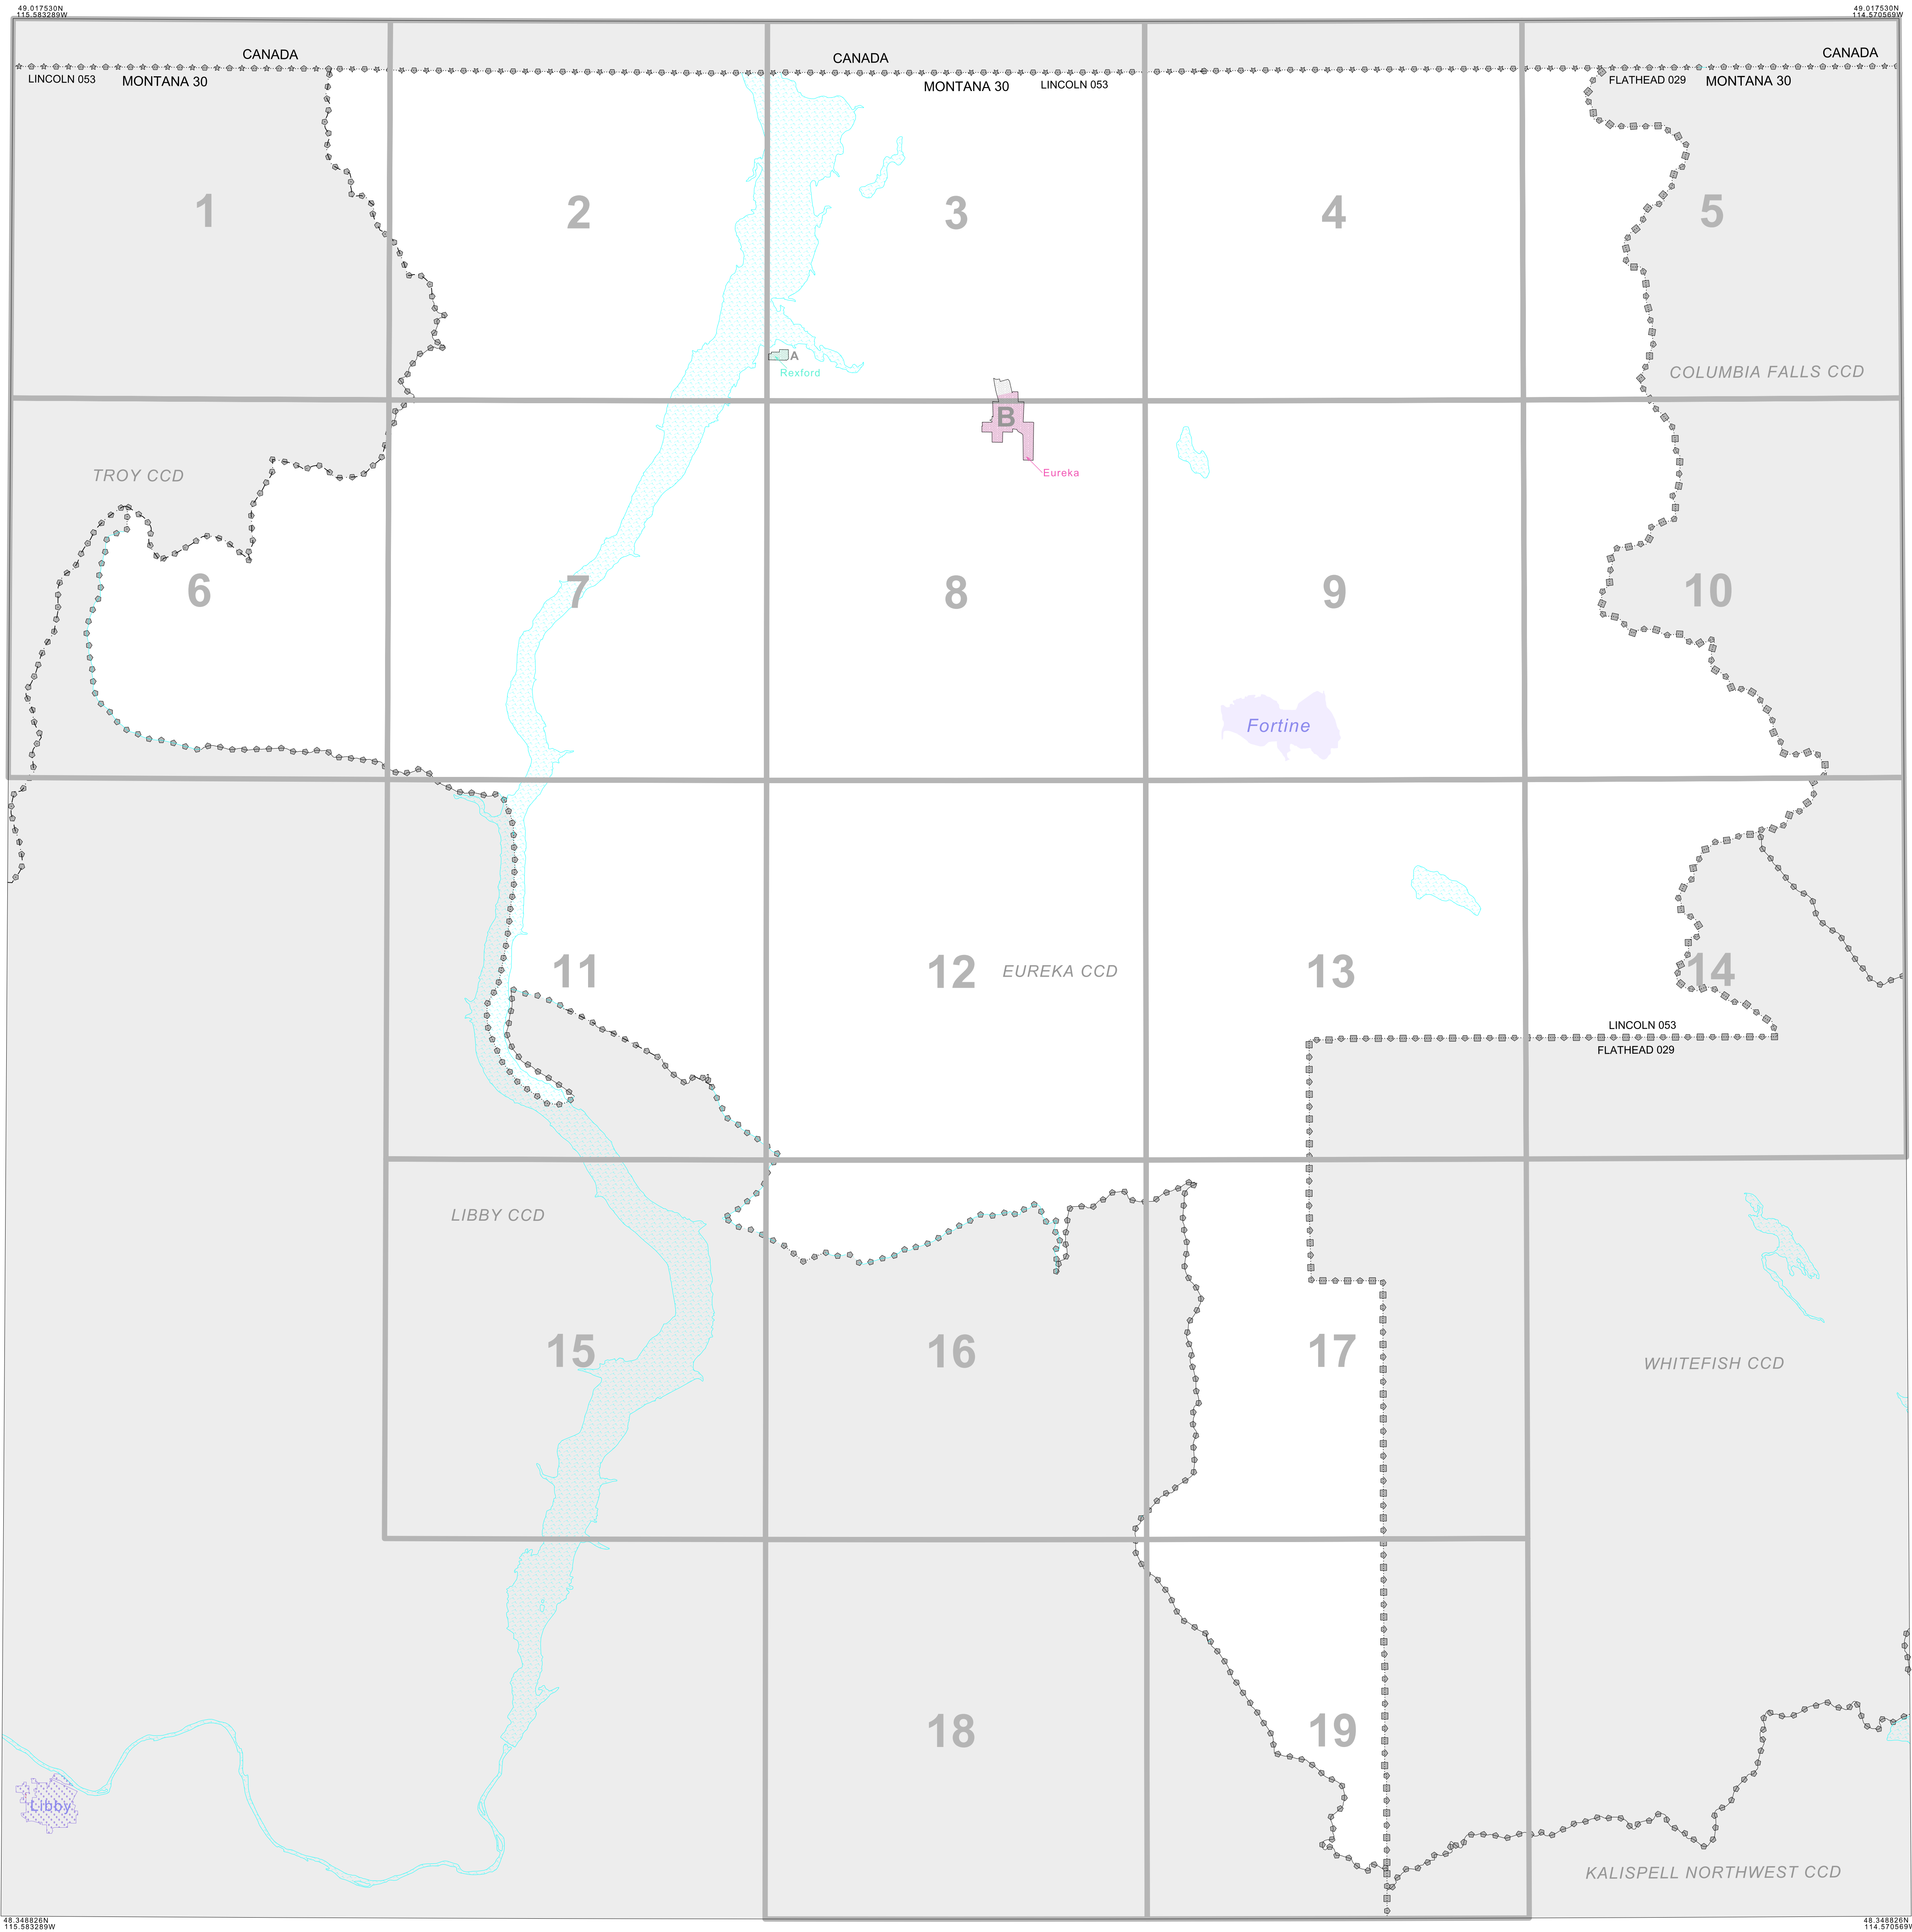 49.017530N
115.583289W
49.017530N
114.570569W
CANADA
CANADA
CANADA
LINCOLN 053
MONTANA 30
MONTANA 30
LINCOLN 053
FLATHEAD 029
MONTANA 30
1
2
3
4
5
A
Rexford
COLUMBIA FALLS CCD
B
Eureka
TROY CCD
6
7
8
9
10
Fortine
11
12
EUREKA CCD
13
14
LINCOLN 053
FLATHEAD 029
LIBBY CCD
15
16
17
WHITEFISH CCD
18
19
Libby
KALISPELL NORTHWEST CCD
48.348826N
115.583289W
48.348826N
114.570569W